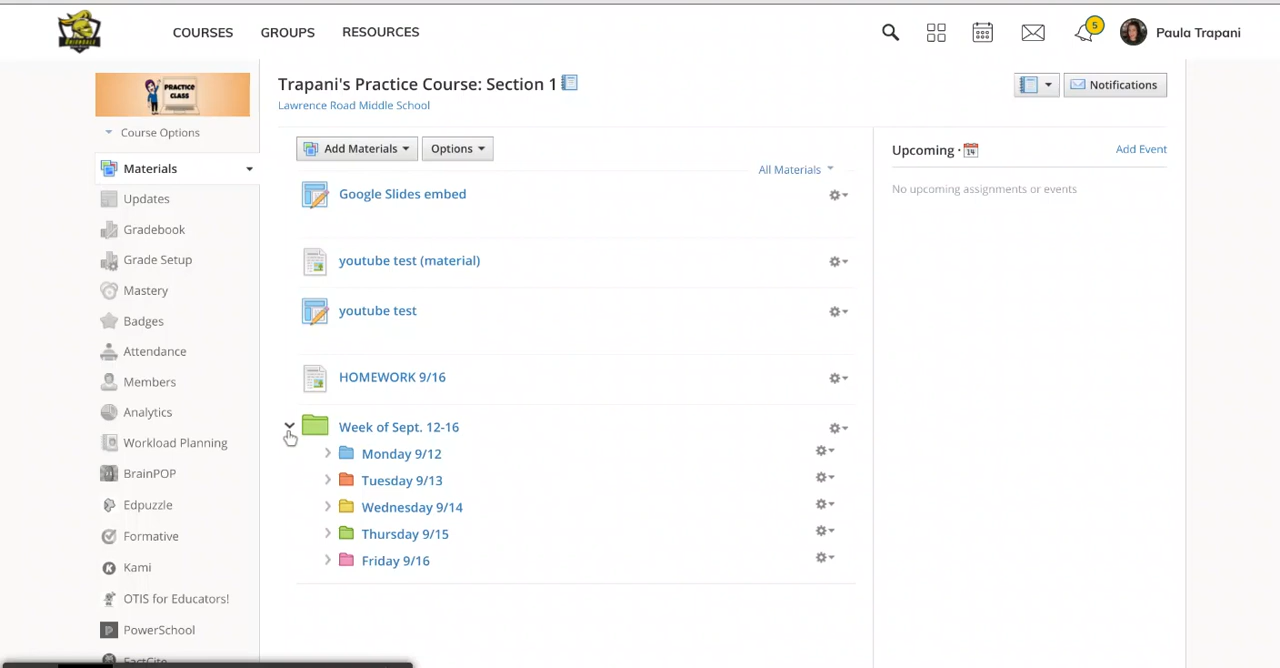 COURSES GROUPS RESOURCES 5 Paula Trapani
PRACTICE
CLASS
Course Options
Materials
Updates
Gradebook
Grade Setup
Mastery
Badges
Attendance
Members
Analytics
Workload Planning
BrainPOP
Edpuzzle
Formative
Kami
OTIS for Educators!
PowerSchool
FactCite
Trapani's Practice Course: Section 1
Lawrence Road Middle School
Notifications
Add Materials Options
All Materials
Google Slides embed
youtube test (material)
youtube test
HOMEWORK 9/16
Week of Sept. 12-16
Monday 9/12
Tuesday 9/13
Wednesday 9/14
Thursday 9/15
Friday 9/16
Upcoming · 14 Add Event
No upcoming assignments or events